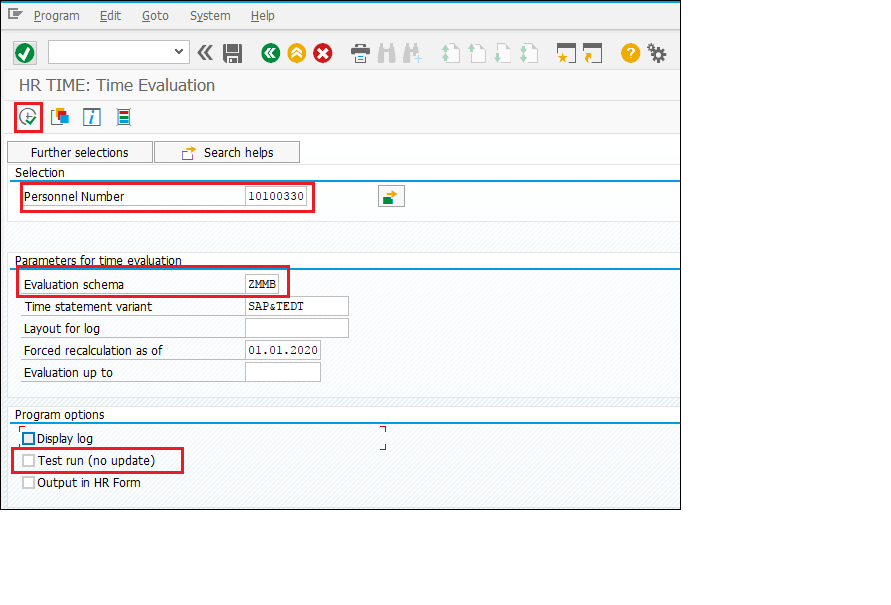 Program Edit Goto System Help
HR TIME: Time Evaluation
Further selections Search helps
Selection
Personnel Number 10100330
Parameters for time evaluation
Evaluation schema ZMMB
Time statement variant SAP&TEDT
Layout for log
Forced recalculation as of 01.01.2020
Evaluation up to
Program options
Display log
Test run (no update)
Output in HR Form